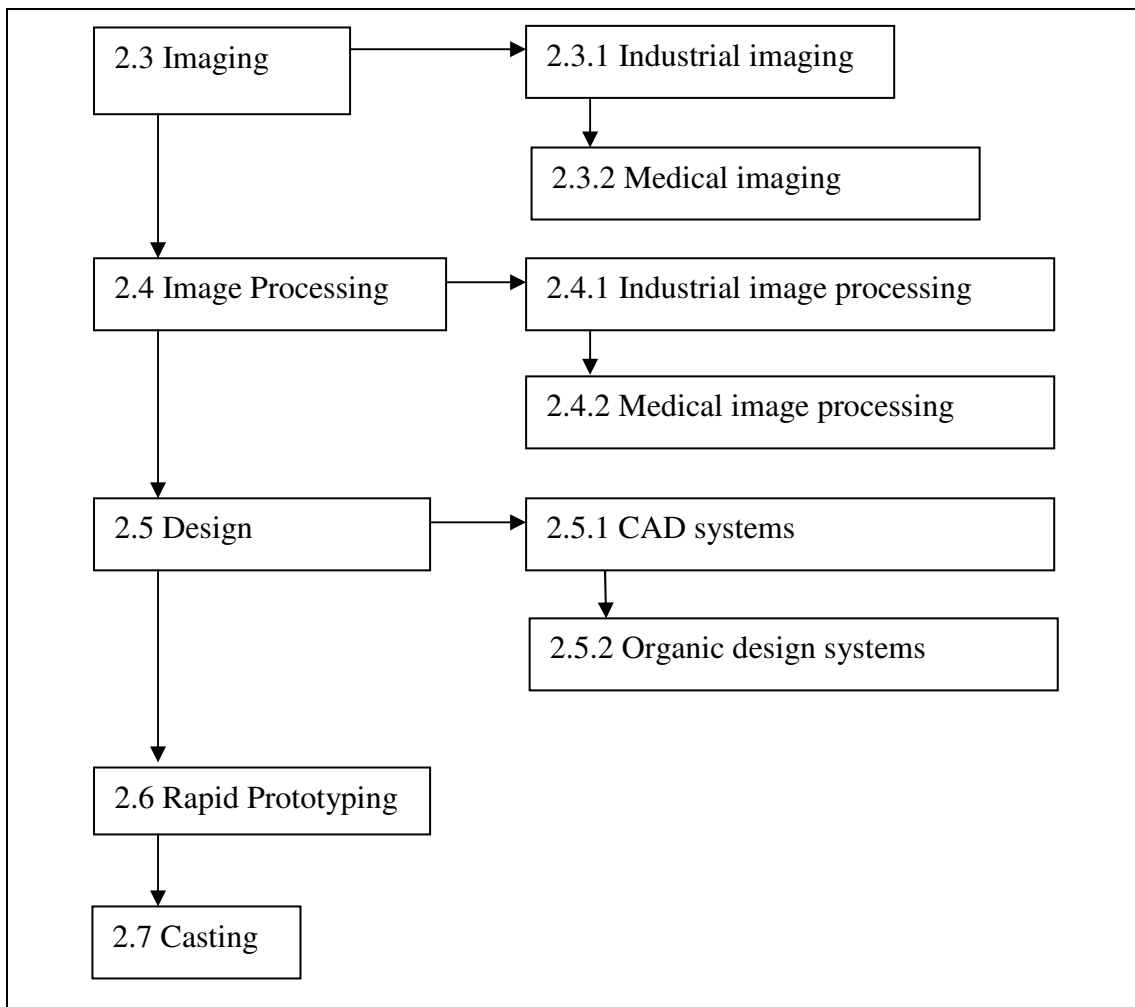 2.3 Imaging
2.3.1 Industrial imaging
2.3.2 Medical imaging
2.4 Image Processing
2.4.1 Industrial image processing
2.4.2 Medical image processing
2.5 Design
2.5.1 CAD systems
2.5.2 Organic design systems
2.6 Rapid Prototyping
2.7 Casting